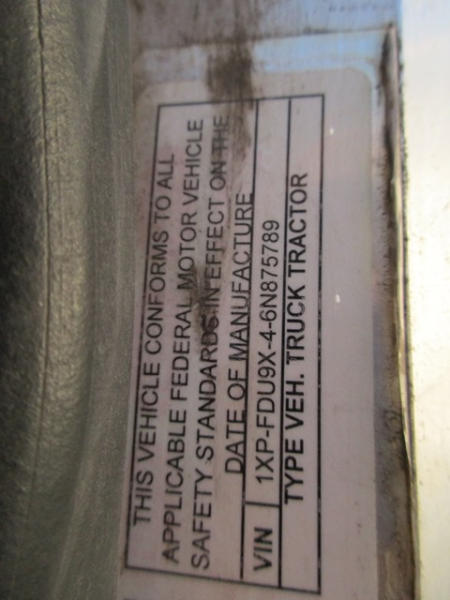 THIS VEHICLE CONFORMS TO ALL
APPLICABLE FEDERAL MOTOR VEHICLE
SAFETY STANDARDS IN EFFECT ON THE
DATE OF MANUFACTURE
VIN 1XP-FDU9X-4-6N875789
TYPE VEH. TRUCK TRACTOR